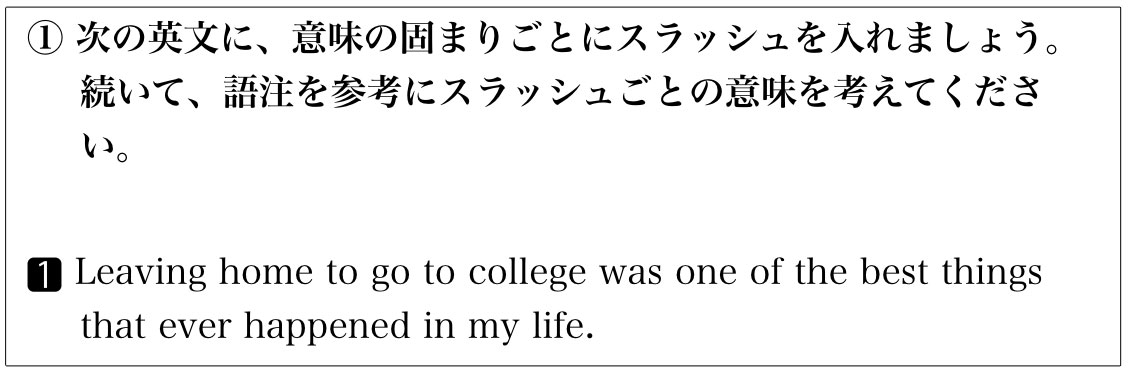 ① 次の英文に、意味の固まりごとにスラッシュを入れましょう。
続いて、語注を参考にスラッシュごとの意味を考えてくださ
い。
1 Leaving home to go to college was one of the best things
that ever happened in my life.